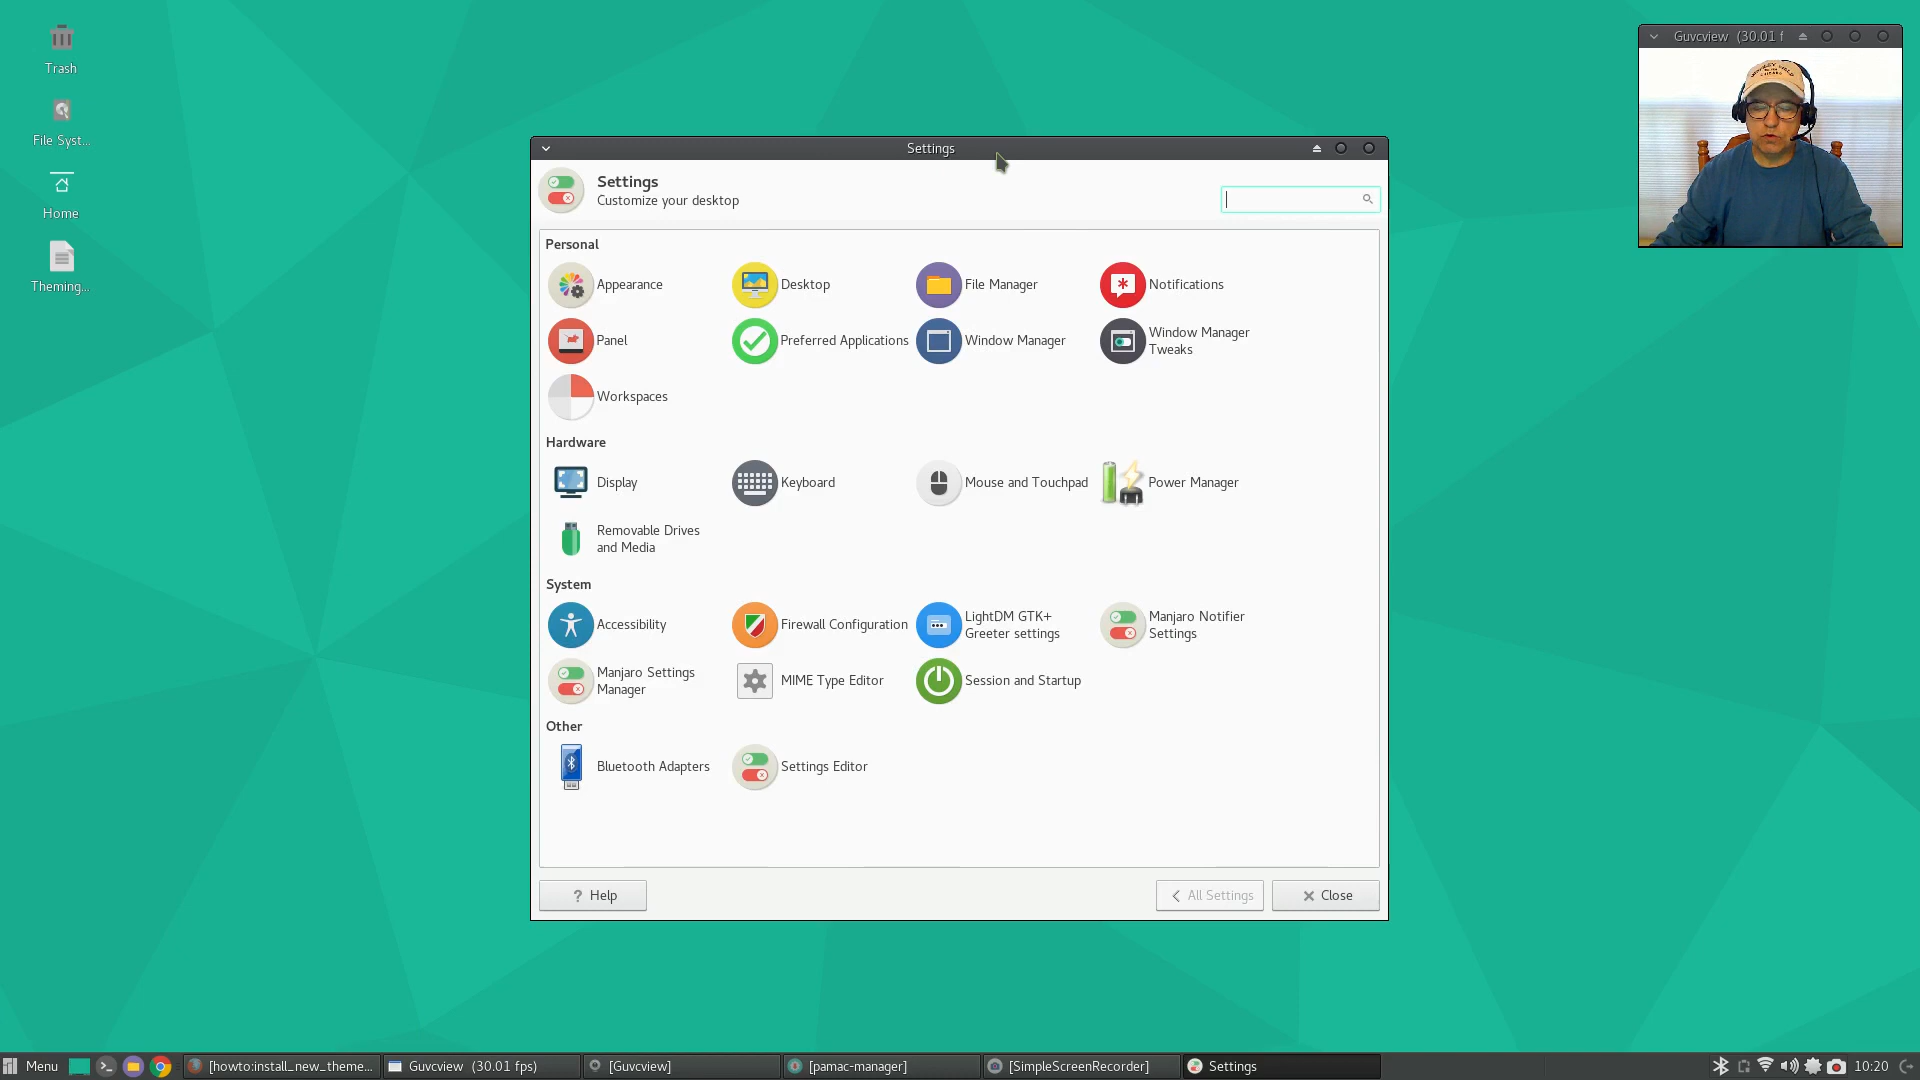 Trash
File Syst...
Home
Theming...
Guvcview (30.01 f
Settings
Settings
Customize your desktop
Personal
Appearance
Desktop
File Manager
Notifications
Panel
Preferred Applications
Window Manager
Window Manager
Tweaks
Workspaces
Hardware
Display
Keyboard
Mouse and Touchpad
Power Manager
Removable Drives
and Media
System
Accessibility
Firewall Configuration
LightDM GTK+
Greeter settings
Manjaro Notifier
Settings
Manjaro Settings
Manager
MIME Type Editor
Session and Startup
Other
Bluetooth Adapters
Settings Editor
? Help
All Settings
Close
Menu
[howto:install_new_theme...
Guvcview (30.01 fps)
[Guvcview]
[pamac-manager]
[SimpleScreenRecorder]
Settings
10:20